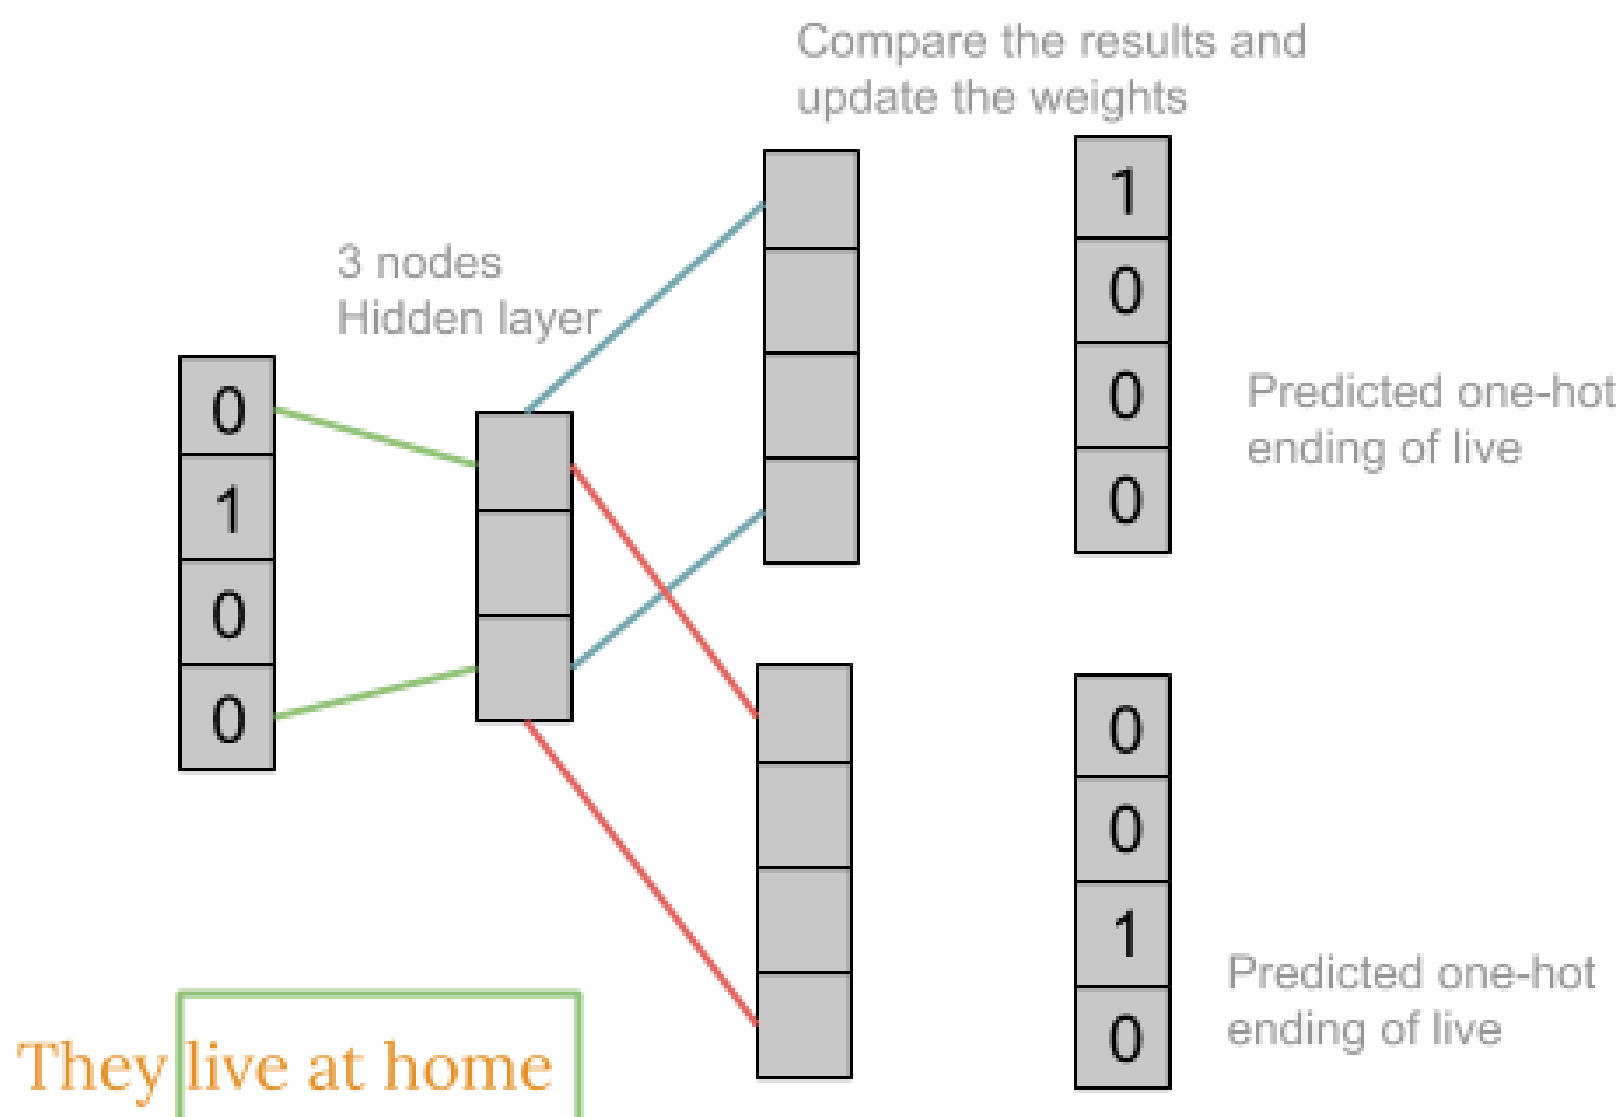 Compare the results and
update the weights
3 nodes
Hidden layer
0
1
0
0
1
0
0
0
Predicted one-hot
ending of live
0
0
1
0
Predicted one-hot
ending of live
They live at home